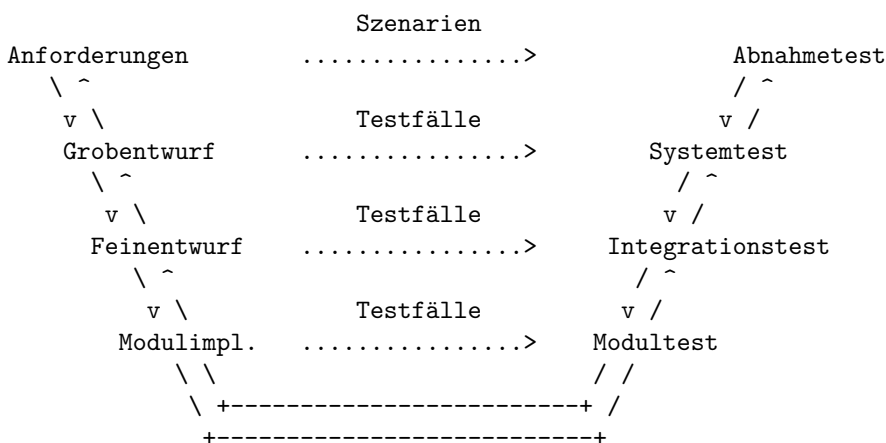 Szenarien
Anforderungen ................> Abnahmetest
\ ^ / ^
v \ Testfälle v /
Grobentwurf ................> Systemtest
\ ^ / ^
v \ Testfälle v /
Feinentwurf ................> Integrationstest
\ ^ / ^
v \ Testfälle v /
Modulimpl. ................> Modultest
\ \ / /
\ +-------------------------+ /
+---------------------------+